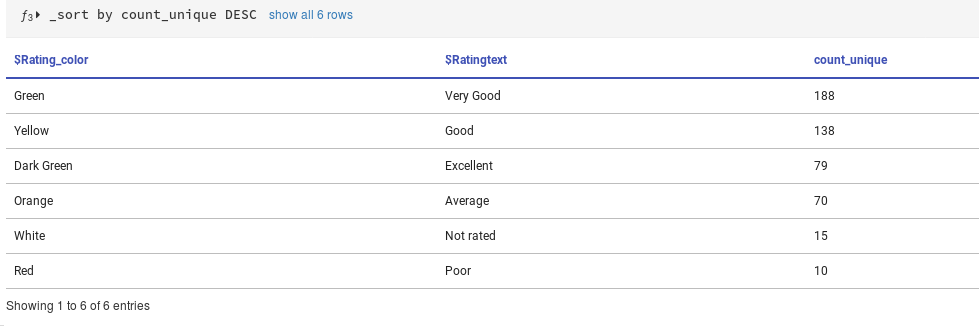 ƒ3 _sort by count_unique DESC show all 6 rows
$Rating_color $Ratingtext count_unique
Green Very Good 188
Yellow Good 138
Dark Green Excellent 79
Orange Average 70
White Not rated 15
Red Poor 10
Showing 1 to 6 of 6 entries